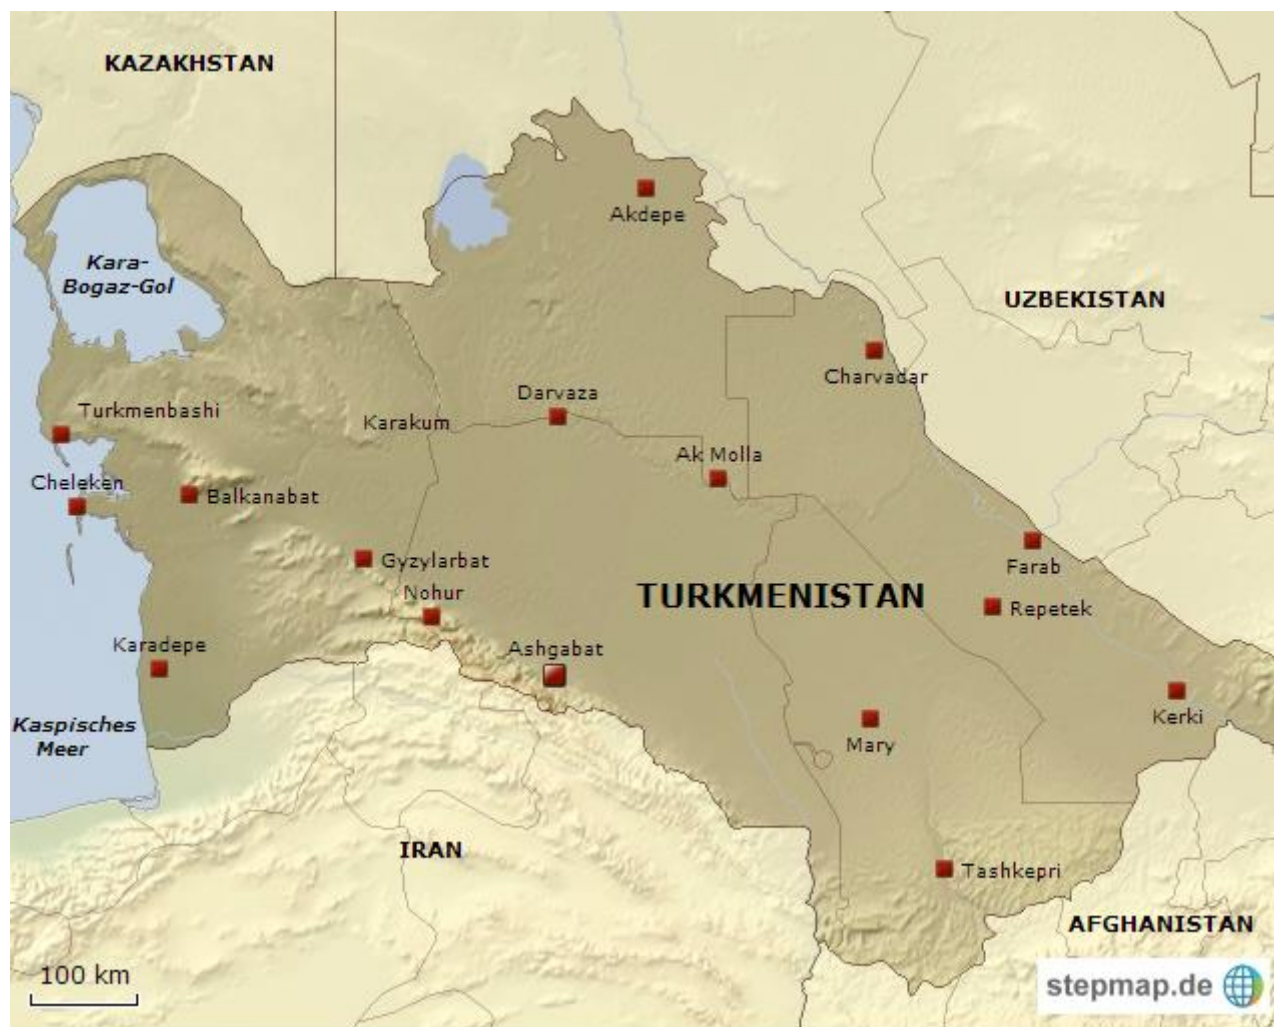 KAZAKHSTAN
Akdepe
Kara-
Bogaz-Gol
UZBEKISTAN
Charvadar
Darvaza
Turkmenbashi
Karakum
Ak Molla
Cheleken
Balkanabat
Gyzylarbat
Farab
Nohur
TURKMENISTAN
Repetek
Karadepe
Ashgabat
Kaspisches
Meer
Kerki
Mary
IRAN
Tashkepri
AFGHANISTAN
100 km
stepmap.de